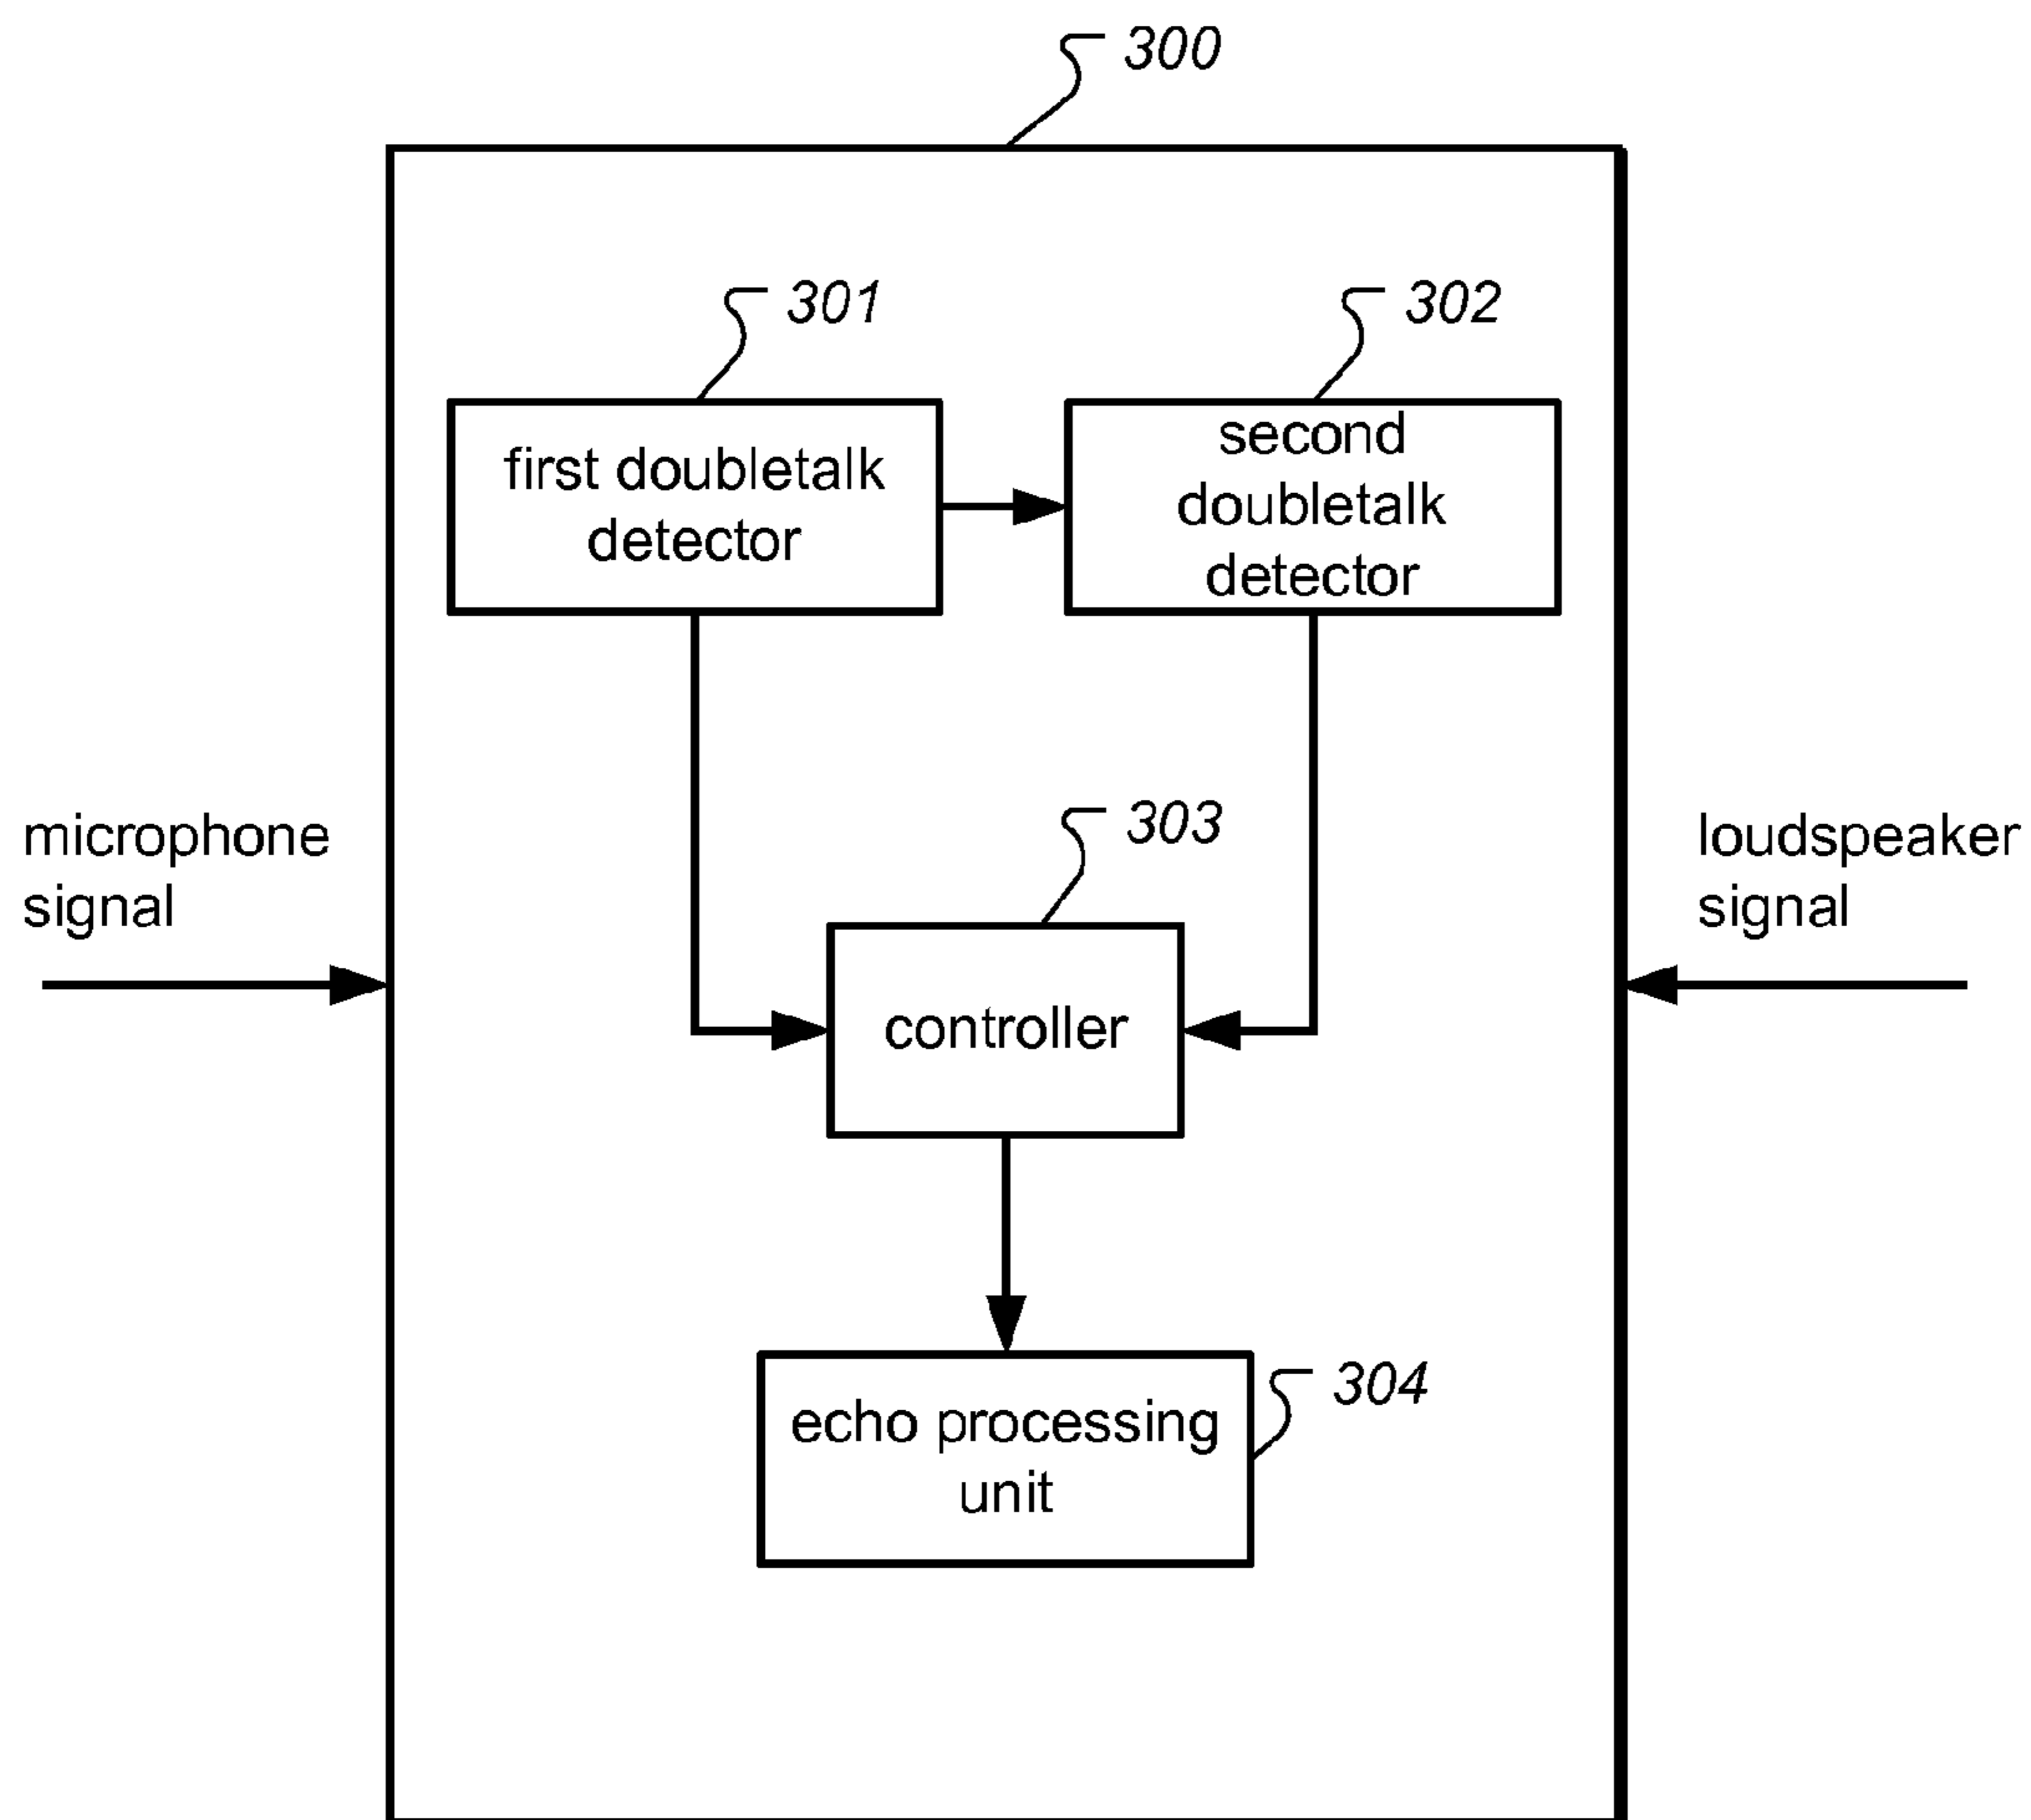 300
301
302
first doubletalk
detector
second
doubletalk
detector
303
microphone
signal
loudspeaker
signal
controller
304
echo processing
unit